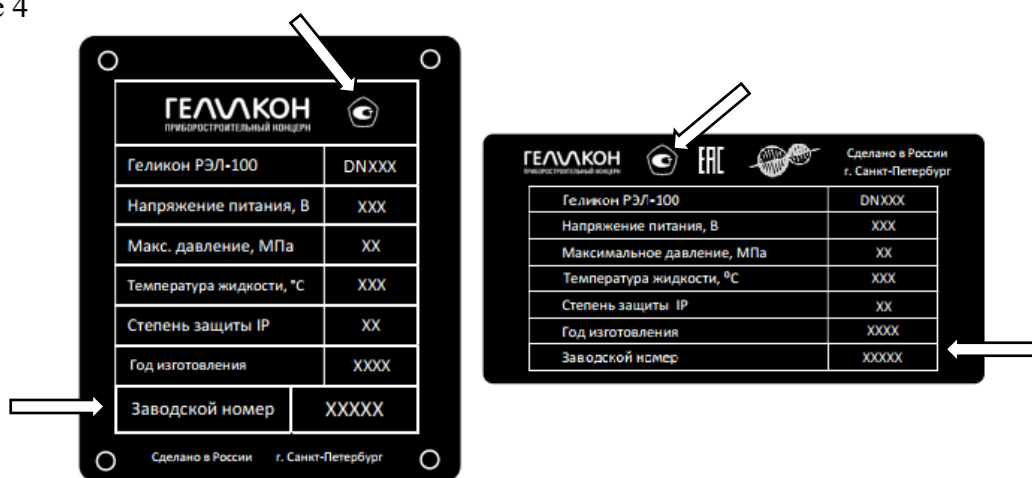 4
ГЕЛИКОН
ПРИБОРОСТРОИТЕЛЬНЫЙ КОНЦЕРН
Геликон РЭЛ-100 DNXXX
Напряжение питания, В XXX
Макс. давление, МПа XX
Температура жидкости, °С XXX
Степень защиты IP XX
Год изготовления XXXX
Заводской номер XXXXX
Сделано в России г. Санкт-Петербург
ГЕЛИКОН
ПРИБОРОСТРОИТЕЛЬНЫЙ КОНЦЕРН
ЕАС
Сделано в России
г. Санкт-Петербург
Геликон РЭЛ-100 DNXXX
Напряжение питания, В XXX
Максимальное давление, МПа XX
Температура жидкости, ⁰С XXX
Степень защиты IP XX
Год изготовления XXXX
Заводской номер XXXXX